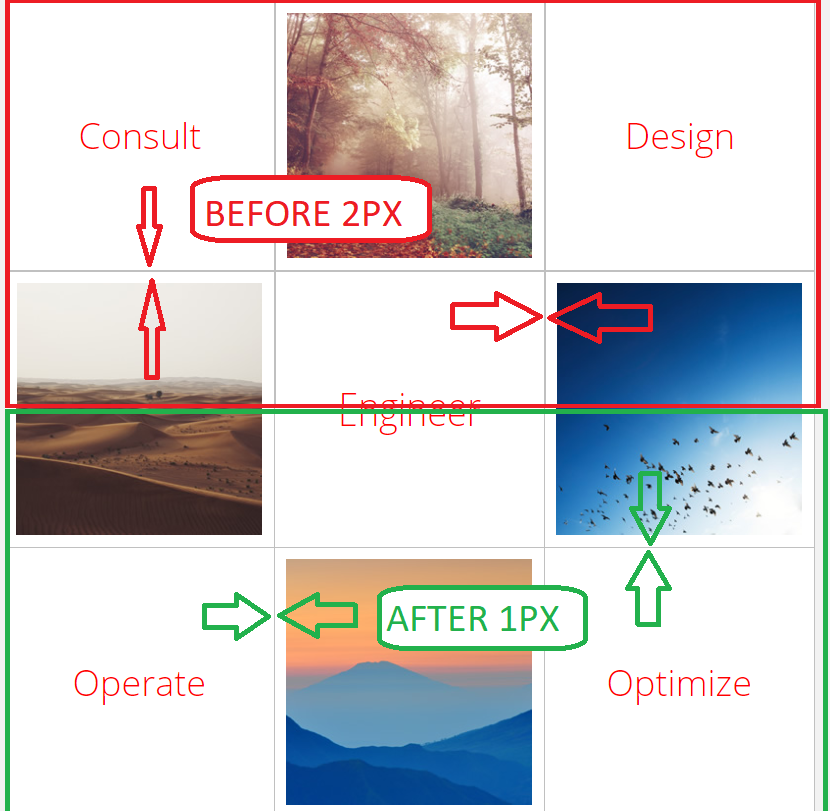 Consult
Design
BEFORE 2PX
Engineer
AFTER 1PX
Operate
Optimize